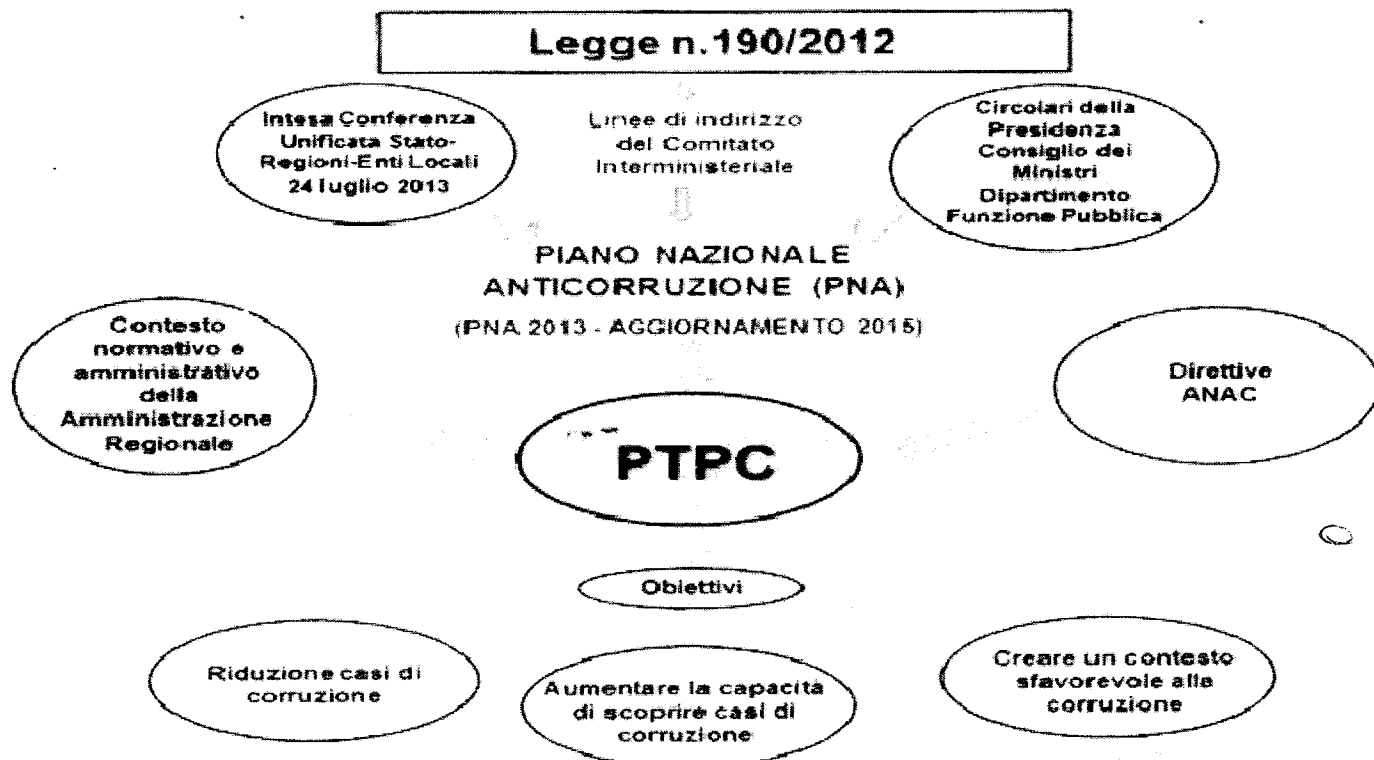 Legge n.190/2012
Intesa Conferenza
Unificata Stato-
Regioni-Enti Locali
24 luglio 2013
Linee di indirizzo
del Comitato
Interministeriale
Circolari della
Presidenza
Consiglio dei
Ministri
Dipartimento
Funzione Pubblica
PIANO NAZIONALE
ANTICORRUZIONE (PNA)
(PNA 2013 - AGGIORNAMENTO 2015)
Contesto
normativo e
amministrativo
della
Amministrazione
Regionale
Direttive
ANAC
PTPC
Obiettivi
Riduzione casi di
corruzione
Aumentare la capacità
di scoprire casi di
corruzione
Creare un contesto
sfavorevole alla
corruzione